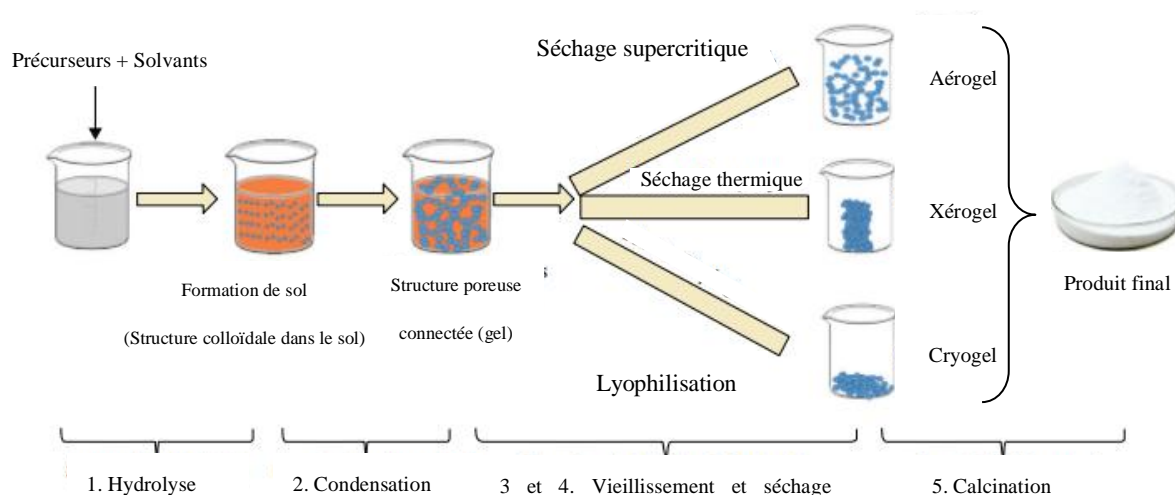 Précurseurs + Solvants
Séchage supercritique
Aérogel
Séchage thermique
Xérogel
Formation de sol
(Structure colloïdale dans le sol)
Structure poreuse
connectée (gel)
s
Produit final
Lyophilisation
Cryogel
1. Hydrolyse
2. Condensation
3 et 4. Vieillissement et séchage
5. Calcination